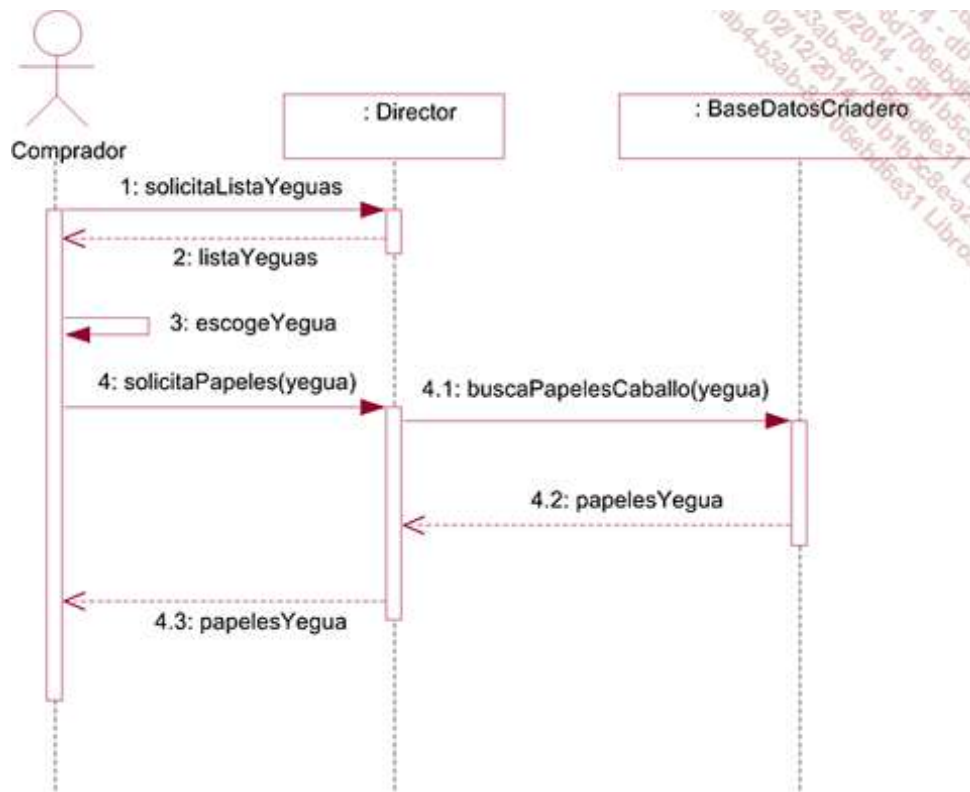 Comprador
: Director
: BaseDatosCriadero
1: solicitaListaYeguas
2: listaYeguas
3: escogeYegua
4: solicitaPapeles(yegua)
4.1: buscaPapelesCaballo(yegua)
4.2: papelesYegua
4.3: papelesYegua